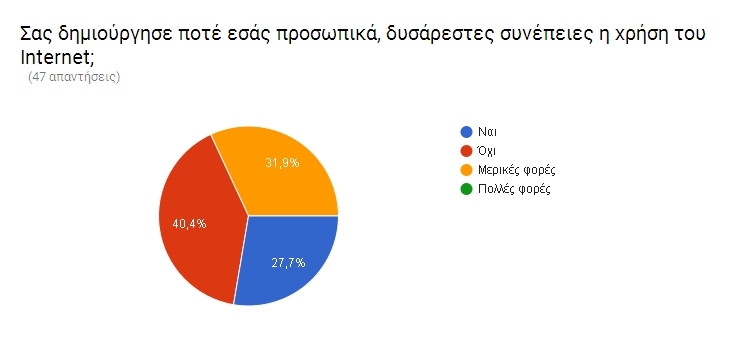 Σας δημιούργησε ποτέ εσάς προσωπικά, δυσάρεστες συνέπειες η χρήση του
Internet;
(47 απαντήσεις)
31,9%
40,4%
27,7%
Ναι
Όχι
Μερικές φορές
Πολλές φορές